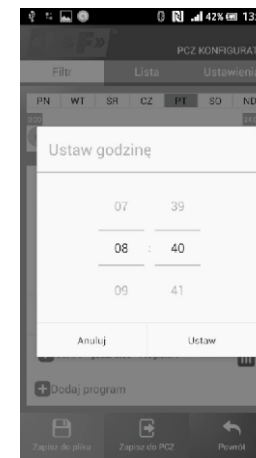 42% 13:
F»
PCZ KONFIGURAT
Filtr Lista Ustawieni
PN WT SR CZ PT SO ND
Ustaw godzinę
07 39
08 : 40
09 41
Anuluj Ustaw
Dodaj program
Zapisz do pliku Zapisz do PCZ Powrót